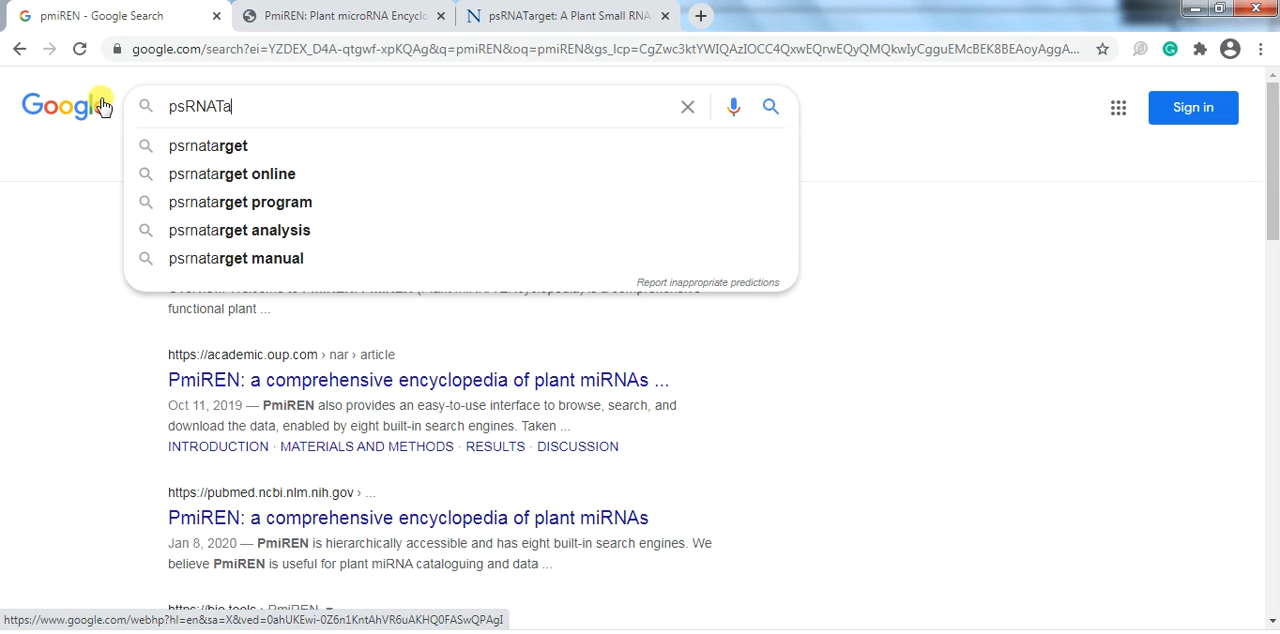 pmiREN - Google Search
PmiREN: Plant microRNA Encyclo
psRNATarget: A Plant Small RNA
google.com/search?ei=YZDEX_D4A-qtgwf-xpKQAg&q=pmiREN&oq=pmiREN&gs_lcp=CgZwc3ktYWIQAzIOCC4QxwEQrwEQyQMQkwIyCgguEMcBEK8BEAoyAggA...
Google
psRNATa
Sign in
psrnatarget
psrnatarget online
psrnatarget program
psrnatarget analysis
psrnatarget manual
Report inappropriate predictions
functional plant ...
https://academic.oup.com › nar › article
PmiREN: a comprehensive encyclopedia of plant miRNAs ...
Oct 11, 2019 — PmiREN also provides an easy-to-use interface to browse, search, and
download the data, enabled by eight built-in search engines. Taken ...
INTRODUCTION · MATERIALS AND METHODS · RESULTS · DISCUSSION
https://pubmed.ncbi.nlm.nih.gov › ...
PmiREN: a comprehensive encyclopedia of plant miRNAs
Jan 8, 2020 — PmiREN is hierarchically accessible and has eight built-in search engines. We
believe PmiREN is useful for plant miRNA cataloguing and data ...
https://bio.tools › PmiREN
https://www.google.com/webhp?hl=en&sa=X&ved=0ahUKEwi-0Z6n1KntAhVR6uAKHQ0FASwQPAgI